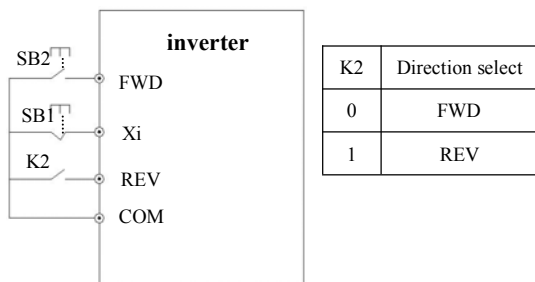 inverter
SB2
FWD
SB1
Xi
K2
REV
COM
K2 Direction select
0 FWD
1 REV